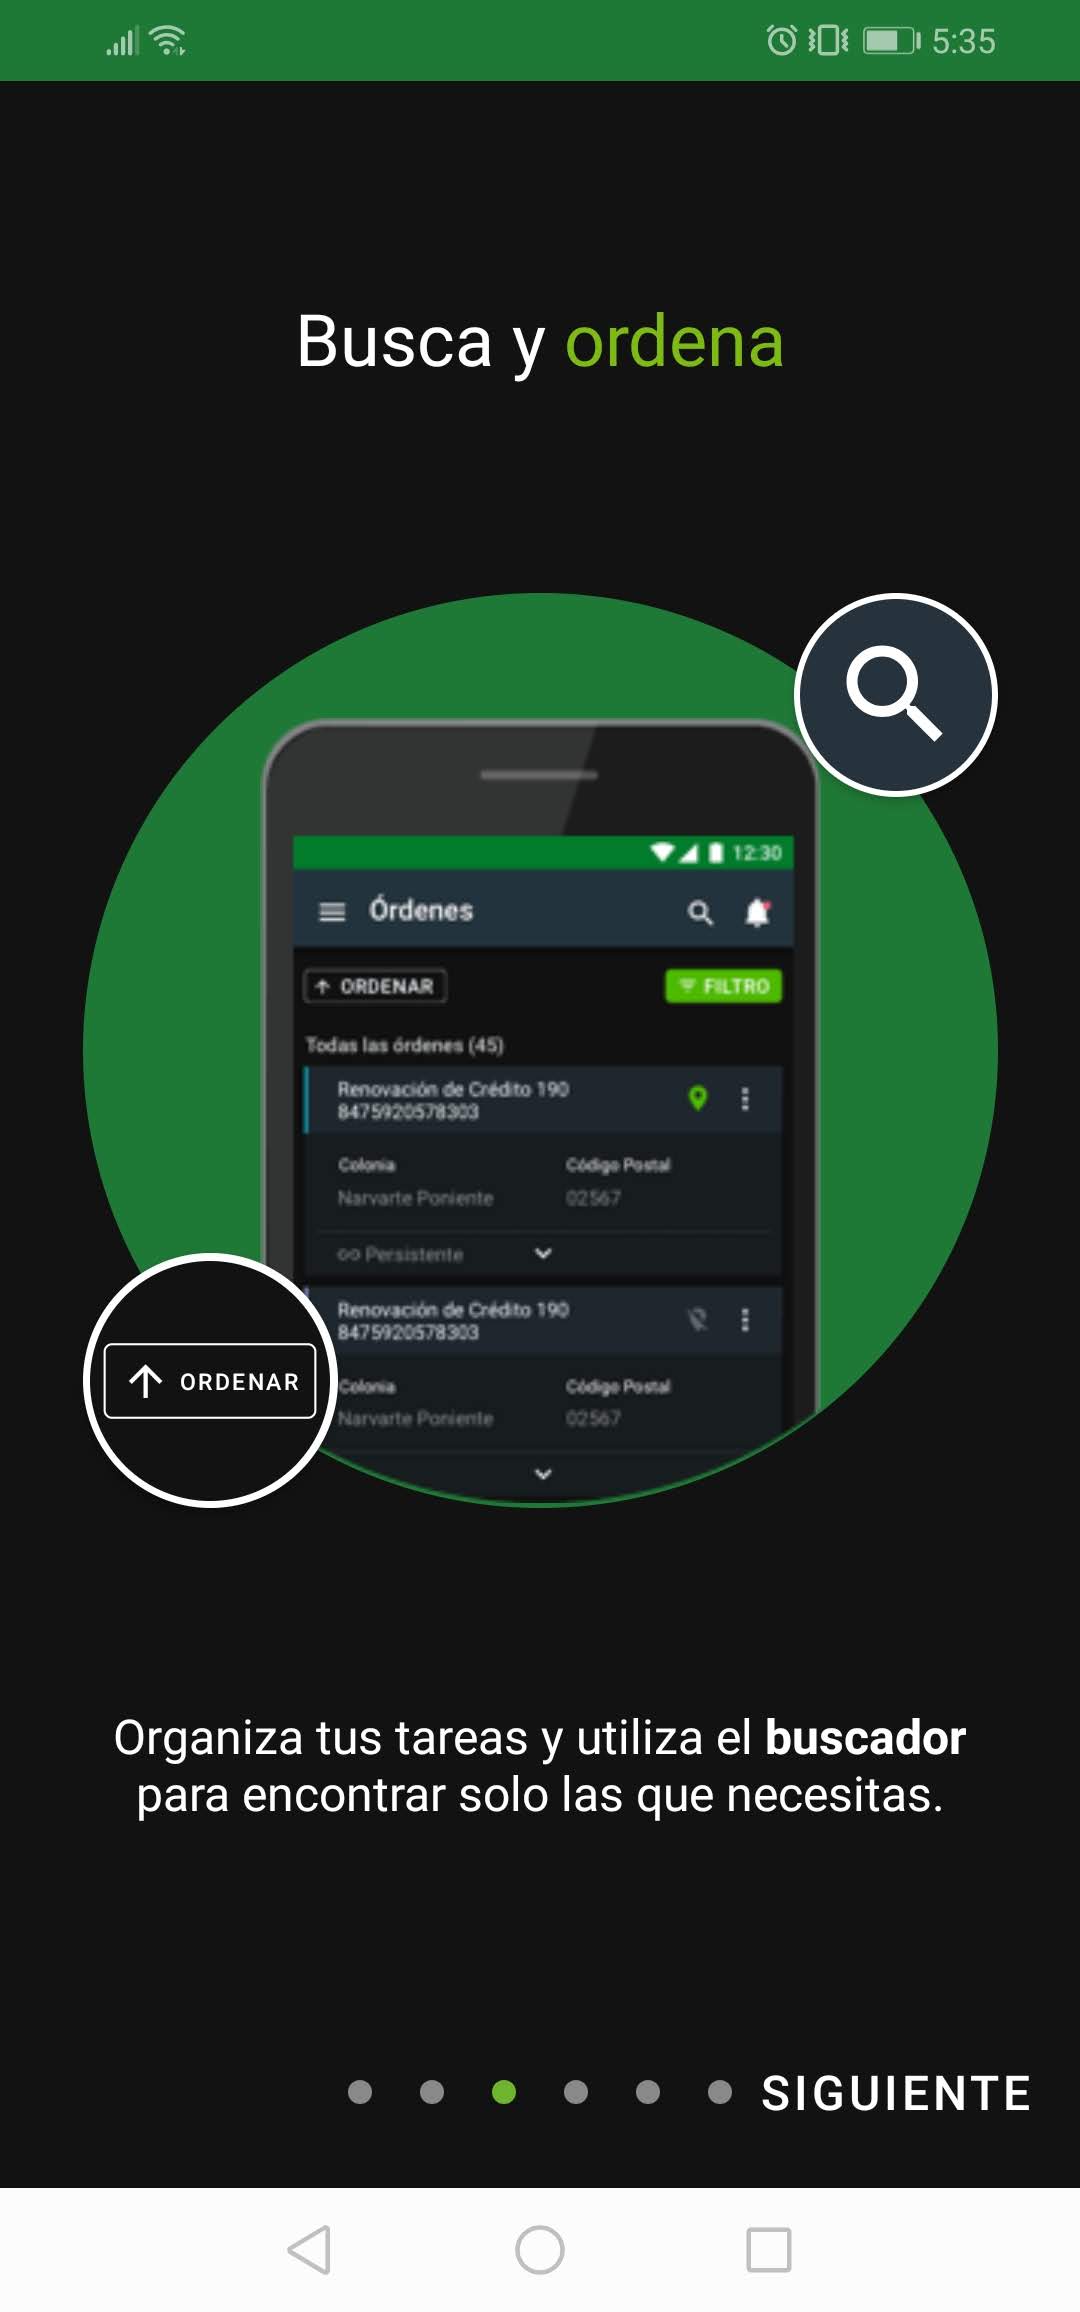 5:35
Busca y ordena
12:30
Órdenes
ORDENAR
FILTRO
Todas las órdenes (45)
Renovación de Crédito 190
8475920578303
Colonia
Código Postal
Narvarte Poniente
02567
Persistente
Renovación de Crédito 190
8475920578303
Colonia
Código Postal
Narvarte Poniente
02567
ORDENAR
Organiza tus tareas y utiliza el buscador
para encontrar solo las que necesitas.
SIGUIENTE